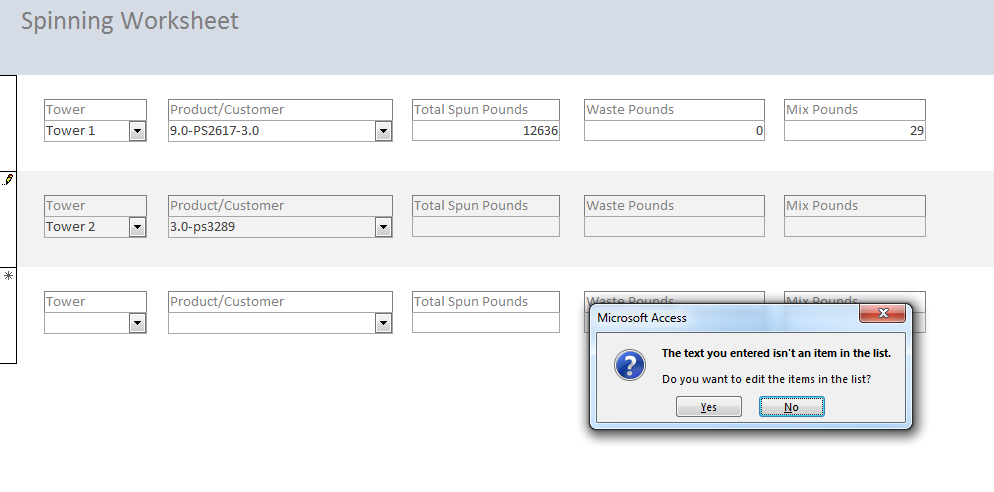 Spinning Worksheet
Tower Product/Customer Total Spun Pounds Waste Pounds Mix Pounds
Tower 1 9.0-PS2617-3.0 12636 0 29
Tower Product/Customer Total Spun Pounds Waste Pounds Mix Pounds
Tower 2 3.0-ps3289
Tower Product/Customer Total Spun Pounds Waste Pounds Mix Pounds
Microsoft Access
The text you entered isn't an item in the list.
Do you want to edit the items in the list?
Yes No